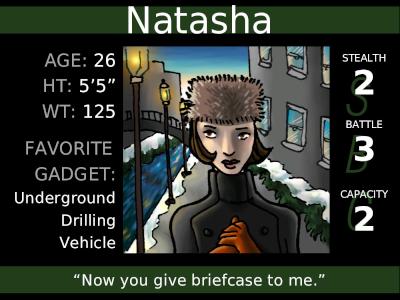 Natasha
AGE: 26
HT: 5’5”
WT: 125
FAVORITE
GADGET:
Underground
Drilling
Vehicle
STEALTH
S
2
BATTLE
B
3
CAPACITY
C
2
“Now you give briefcase to me.”